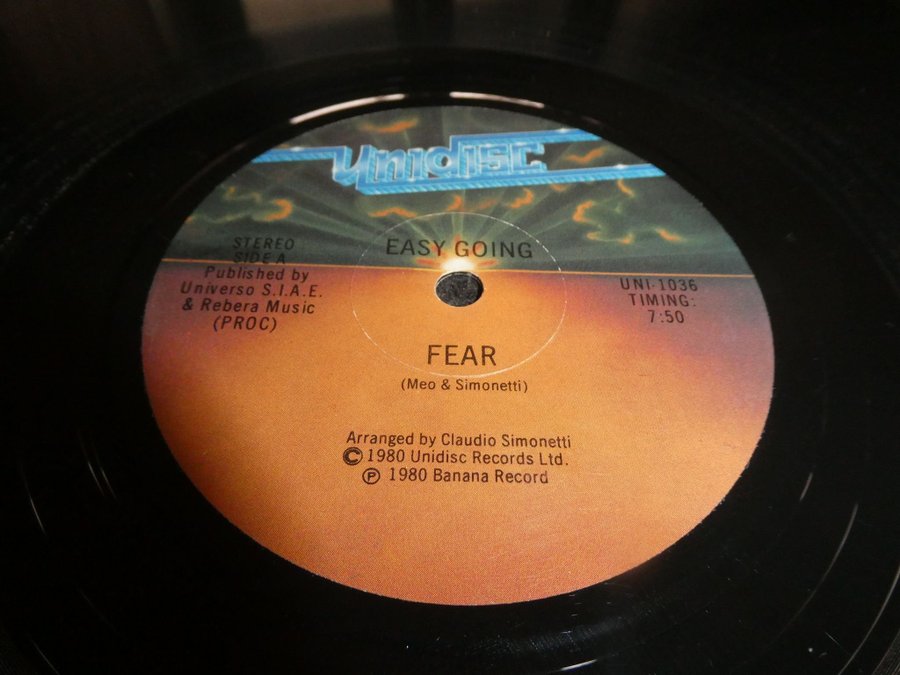 Unidisc
EASY GOING
STEREO
SIDE A
Published by
Universo S.I.A.E.
& Rebera Music
(PROC)
UNI-1036
TIMING:
7:50
FEAR
(Meo & Simonetti)
Arranged by Claudio Simonetti
© 1980 Unidisc Records Ltd.
℗ 1980 Banana Record